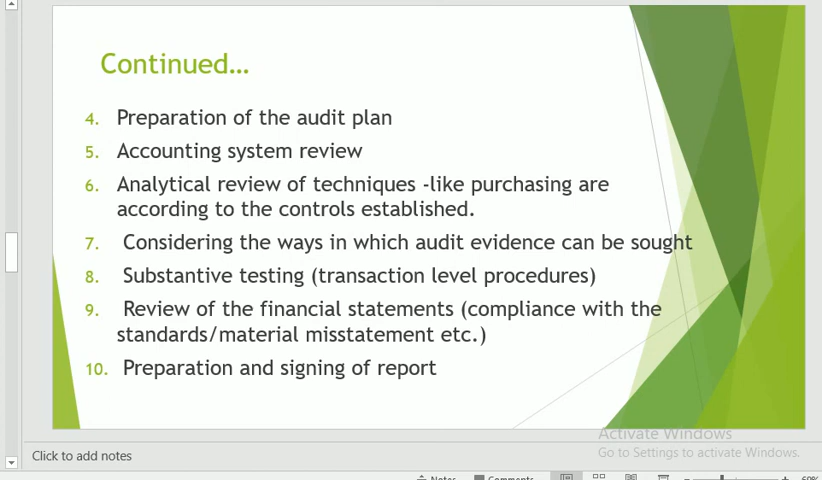 Continued…
4. Preparation of the audit plan
5. Accounting system review
6. Analytical review of techniques -like purchasing are
according to the controls established.
7. Considering the ways in which audit evidence can be sought
8. Substantive testing (transaction level procedures)
9. Review of the financial statements (compliance with the
standards/material misstatement etc.)
10. Preparation and signing of report
Activate Windows
Go to Settings to activate Windows.
Click to add notes
Notes Comments 60%